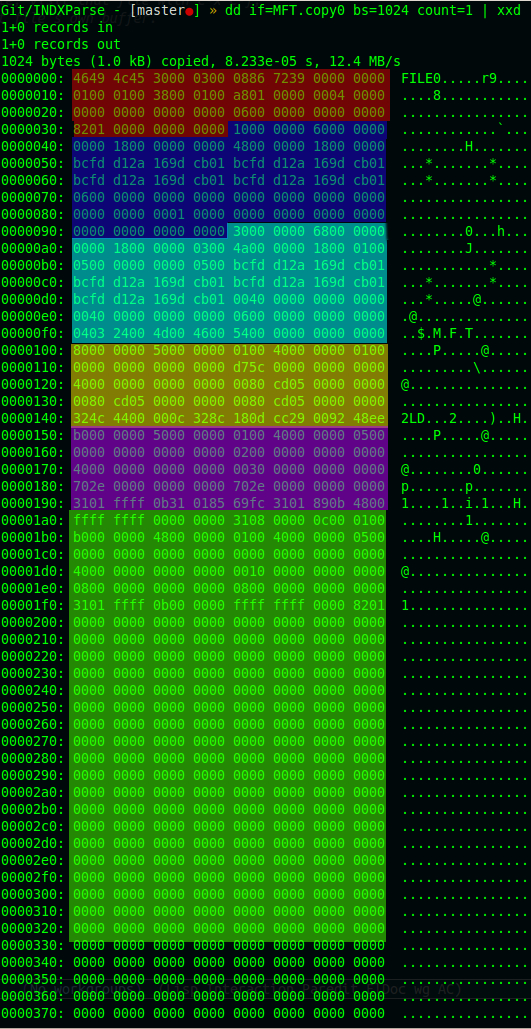 Git/INDXParse - [master●] » dd if=MFT.copy0 bs=1024 count=1 | xxd
1+0 records in
1+0 records out
1024 bytes (1.0 kB) copied, 8.233e-05 s, 12.4 MB/s
0000000: 4649 4c45 3000 0300 0886 7239 0000 0000 FILE0.....r9....
0000010: 0100 0100 3800 0100 a801 0000 0004 0000 ....8...........
0000020: 0000 0000 0000 0000 0600 0000 0000 0000 ................
0000030: 8201 0000 0000 0000 1000 0000 6000 0000 ............`...
0000040: 0000 1800 0000 0000 4800 0000 1800 0000 ........H.......
0000050: bcfd d12a 169d cb01 bcfd d12a 169d cb01 ...*.......*....
0000060: bcfd d12a 169d cb01 bcfd d12a 169d cb01 ...*.......*....
0000070: 0600 0000 0000 0000 0000 0000 0000 0000 ................
0000080: 0000 0000 0001 0000 0000 0000 0000 0000 ................
0000090: 0000 0000 0000 0000 3000 0000 6800 0000 ........0...h...
00000a0: 0000 1800 0000 0300 4a00 0000 1800 0100 ........J.......
00000b0: 0500 0000 0000 0500 bcfd d12a 169d cb01 ...........*....
00000c0: bcfd d12a 169d cb01 bcfd d12a 169d cb01 ...*.......*....
00000d0: bcfd d12a 169d cb01 0040 0000 0000 0000 ...*.....@......
00000e0: 0040 0000 0000 0000 0600 0000 0000 0000 .@..............
00000f0: 0403 2400 4d00 4600 5400 0000 0000 0000 ..$.M.F.T.......
0000100: 8000 0000 5000 0000 0100 4000 0000 0100 ....P.....@.....
0000110: 0000 0000 0000 0000 d75c 0000 0000 0000 .........\......
0000120: 4000 0000 0000 0000 0080 cd05 0000 0000 @...............
0000130: 0080 cd05 0000 0000 0080 cd05 0000 0000 ................
0000140: 324c 4400 000c 328c 180d cc29 0092 48ee 2LD...2....)..H.
0000150: b000 0000 5000 0000 0100 4000 0000 0500 ....P.....@.....
0000160: 0000 0000 0000 0000 0200 0000 0000 0000 ................
0000170: 4000 0000 0000 0000 0030 0000 0000 0000 @........0......
0000180: 702e 0000 0000 0000 702e 0000 0000 0000 p.......p.......
0000190: 3101 ffff 0b31 0185 69fc 3101 890b 4800 1....1..i.1...H.
00001a0: ffff ffff 0000 0000 3108 0000 0c00 0100 ........1.......
00001b0: b000 0000 4800 0000 0100 4000 0000 0500 ....H.....@.....
00001c0: 0000 0000 0000 0000 0000 0000 0000 0000 ................
00001d0: 4000 0000 0000 0000 0010 0000 0000 0000 @...............
00001e0: 0800 0000 0000 0000 0800 0000 0000 0000 ................
00001f0: 3101 ffff 0b00 0000 ffff ffff 0000 8201 1...............
0000200: 0000 0000 0000 0000 0000 0000 0000 0000 ................
0000210: 0000 0000 0000 0000 0000 0000 0000 0000 ................
0000220: 0000 0000 0000 0000 0000 0000 0000 0000 ................
0000230: 0000 0000 0000 0000 0000 0000 0000 0000 ................
0000240: 0000 0000 0000 0000 0000 0000 0000 0000 ................
0000250: 0000 0000 0000 0000 0000 0000 0000 0000 ................
0000260: 0000 0000 0000 0000 0000 0000 0000 0000 ................
0000270: 0000 0000 0000 0000 0000 0000 0000 0000 ................
0000280: 0000 0000 0000 0000 0000 0000 0000 0000 ................
0000290: 0000 0000 0000 0000 0000 0000 0000 0000 ................
00002a0: 0000 0000 0000 0000 0000 0000 0000 0000 ................
00002b0: 0000 0000 0000 0000 0000 0000 0000 0000 ................
00002c0: 0000 0000 0000 0000 0000 0000 0000 0000 ................
00002d0: 0000 0000 0000 0000 0000 0000 0000 0000 ................
00002e0: 0000 0000 0000 0000 0000 0000 0000 0000 ................
00002f0: 0000 0000 0000 0000 0000 0000 0000 0000 ................
0000300: 0000 0000 0000 0000 0000 0000 0000 0000 ................
0000310: 0000 0000 0000 0000 0000 0000 0000 0000 ................
0000320: 0000 0000 0000 0000 0000 0000 0000 0000 ................
0000330: 0000 0000 0000 0000 0000 0000 0000 0000 ................
0000340: 0000 0000 0000 0000 0000 0000 0000 0000 ................
0000350: 0000 0000 0000 0000 0000 0000 0000 0000 ................
0000360: 0000 0000 0000 0000 0000 0000 0000 0000 ................
0000370: 0000 0000 0000 0000 0000 0000 0000 0000 ................